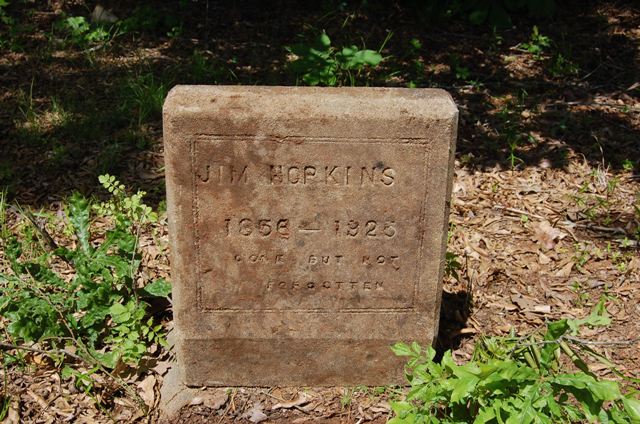 JIM HOPKINS
1858 — 1925
GONE BUT NOT
FORGOTTEN